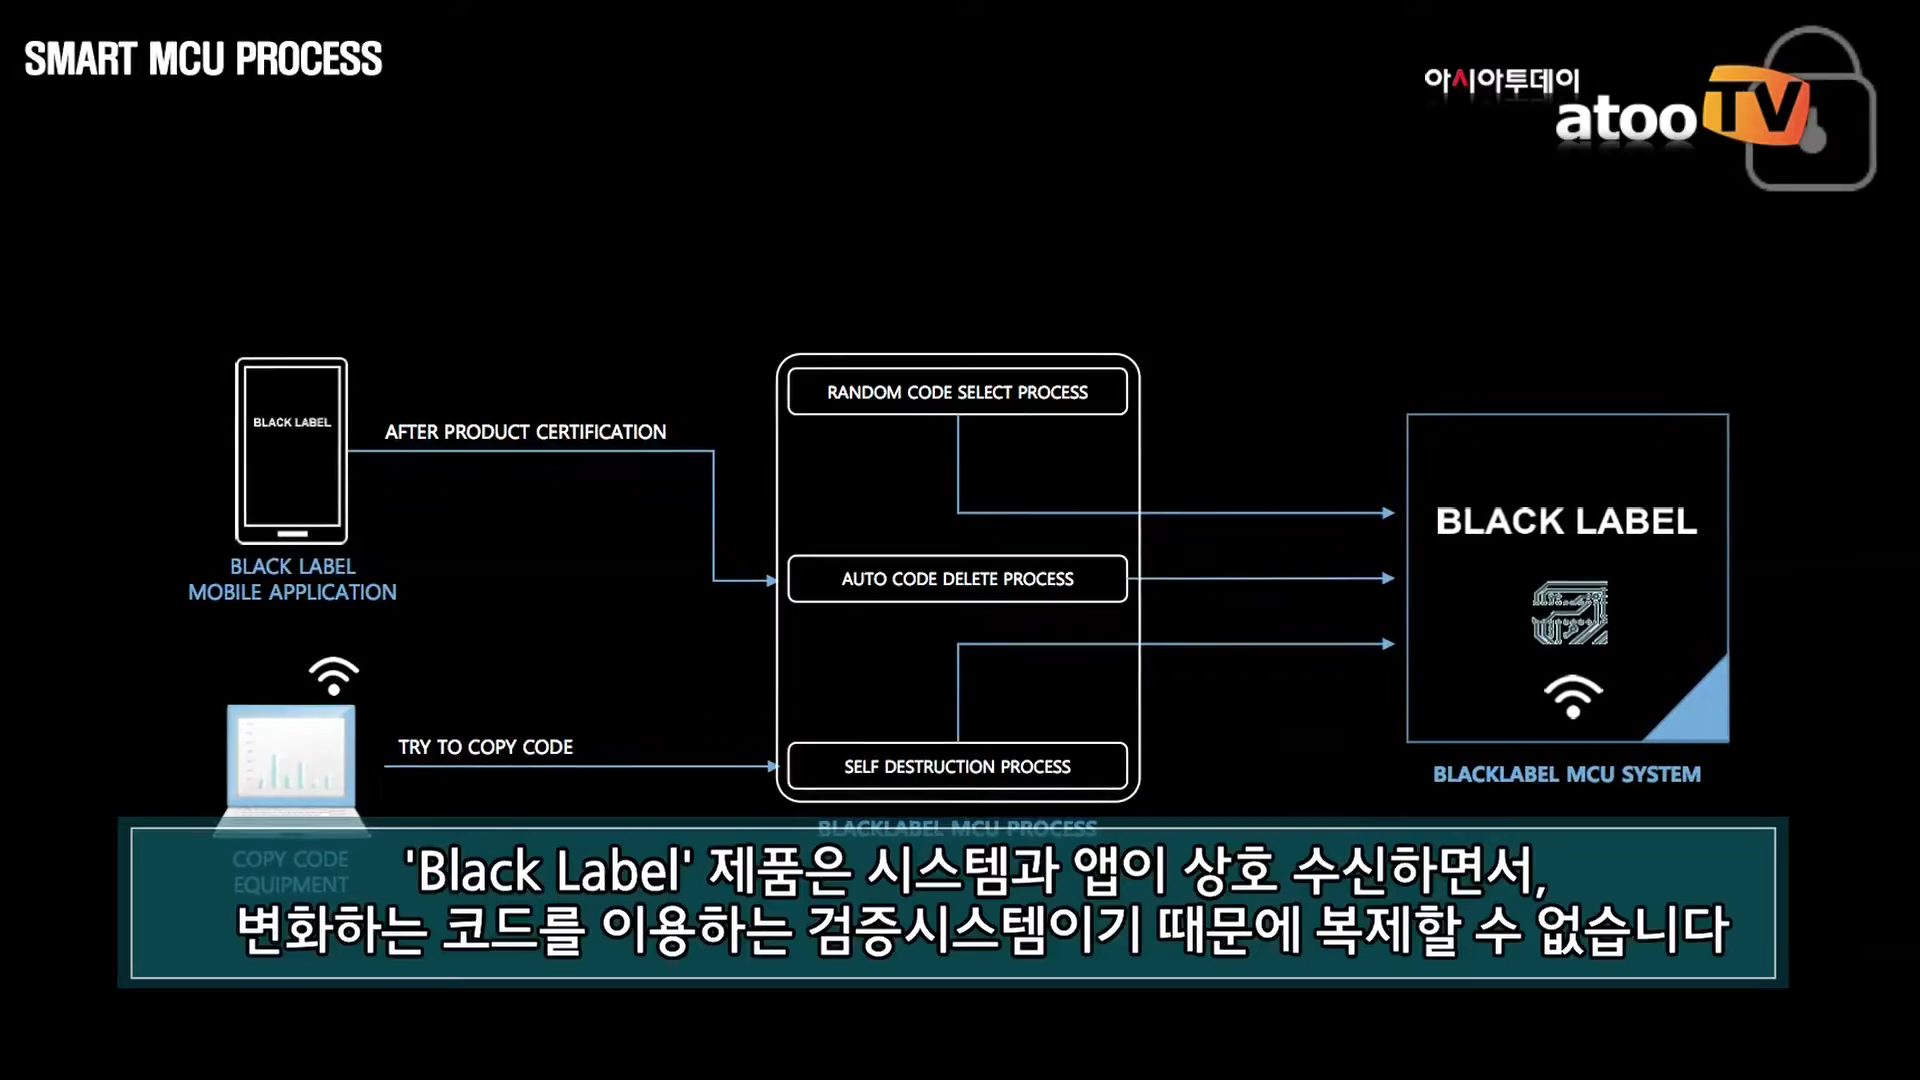 SMART MCU PROCESS
아시아투데이
atoo TV
RANDOM CODE SELECT PROCESS
BLACK LABEL
AFTER PRODUCT CERTIFICATION
BLACK LABEL
BLACK LABEL
MOBILE APPLICATION
AUTO CODE DELETE PROCESS
TRY TO COPY CODE
SELF DESTRUCTION PROCESS
BLACKLABEL MCU SYSTEM
BLACKLABEL MCU PROCESS
COPY CODE
EQUIPMENT
'Black Label' 제품은 시스템과 앱이 상호 수신하면서,
변화하는 코드를 이용하는 검증시스템이기 때문에 복제할 수 없습니다